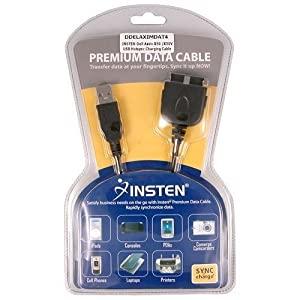 DDELAXIMDAT4
INSTEN Dell Axim X50 /X50V
USB Hotsync Charging Cable
PREMIUM DATA CABLE
Transfer data at your fingertips. Sync it up NOW!
INSTEN
Satisfy business needs on the go with Insten® Premium Data Cable.
Rapidly synchronize data.
iPods
Consoles
PDAs
Cameras
Camcorders
Cell Phones
Laptops
Printers
SYNC
charge